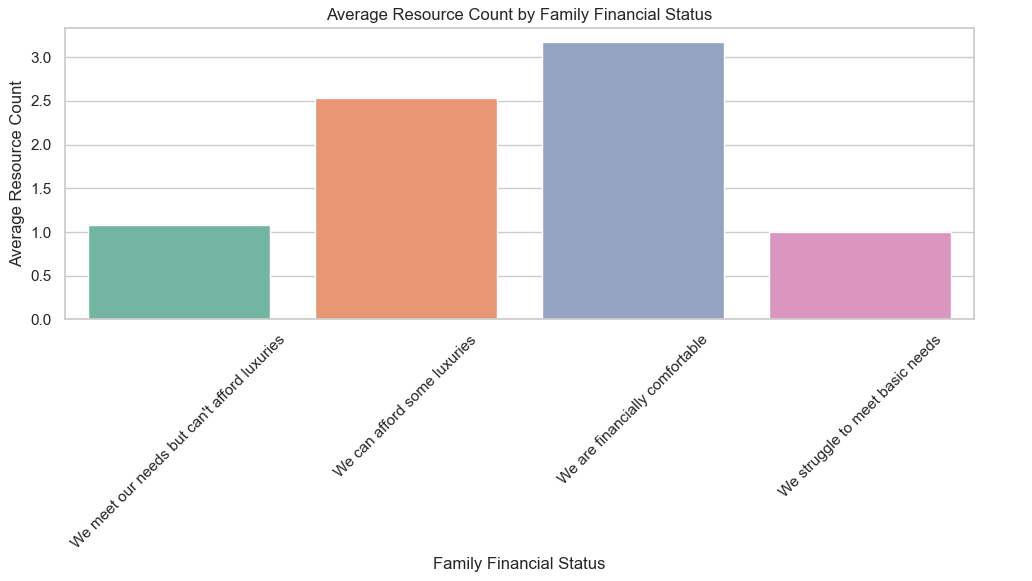 Average Resource Count by Family Financial Status
Average Resource Count
3.0
2.5
2.0
1.5
1.0
0.5
0.0
We meet our needs but can't afford luxuries
We can afford some luxuries
We are financially comfortable
We struggle to meet basic needs
Family Financial Status